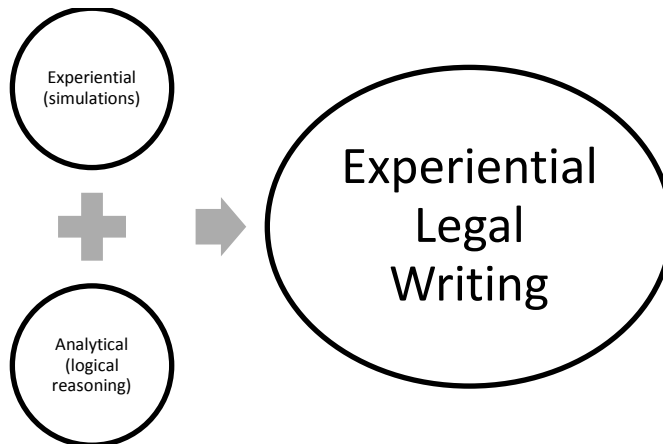 Experiential
(simulations)
Analytical
(logical
reasoning)
Experiential
Legal
Writing